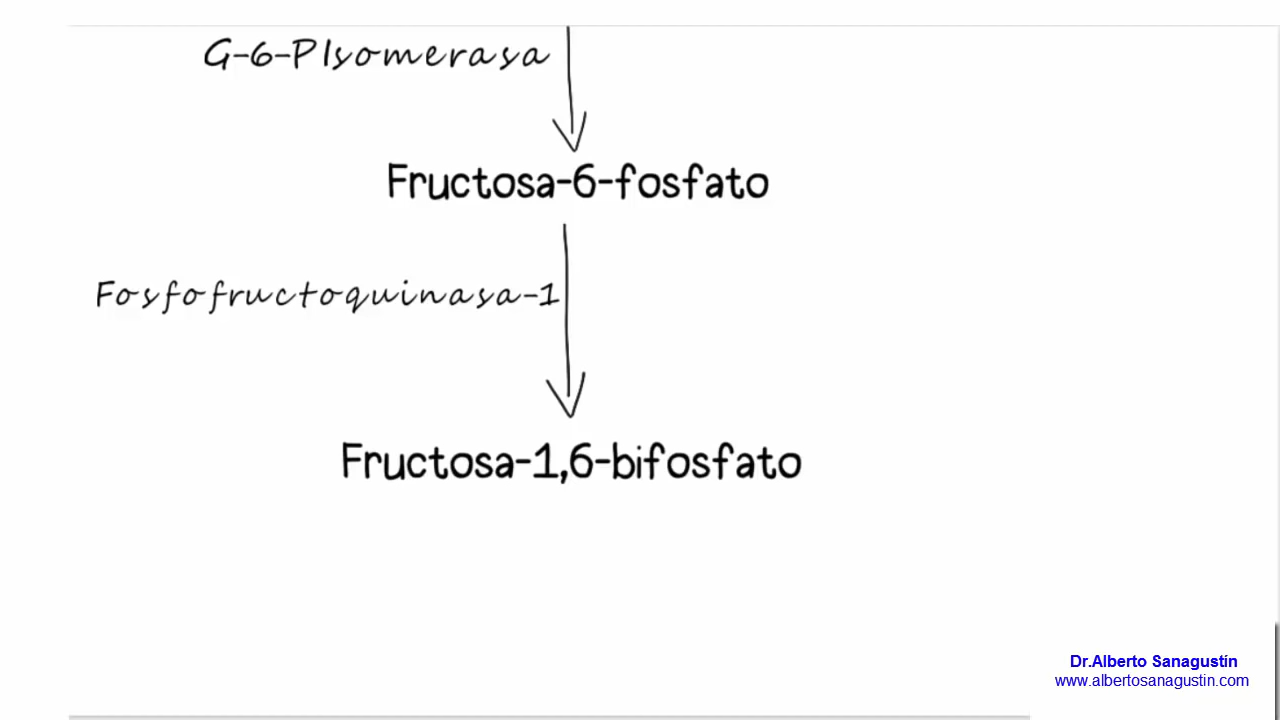 G-6-PIsomerasa
Fructosa-6-fosfato
Fosfofructoquinasa-1
Fructosa-1,6-bifosfato
Dr.Alberto Sanagustín
www.albertosanagustin.com